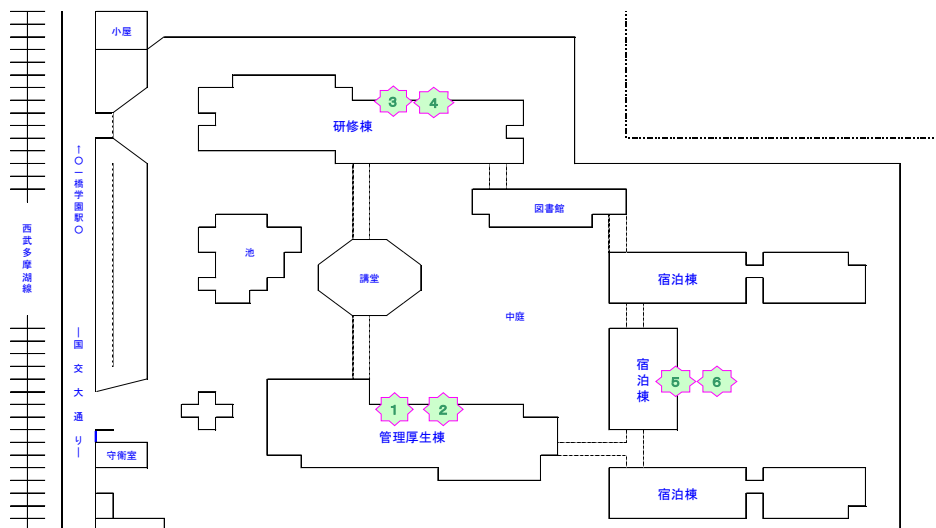 小屋
3
4
研修棟
↑〇一橋学園駅〇
図書館
西武多摩湖線
池
講堂
宿泊棟
中庭
―国交大通り―
宿泊棟
5
6
1
2
管理厚生棟
守衛室
宿泊棟